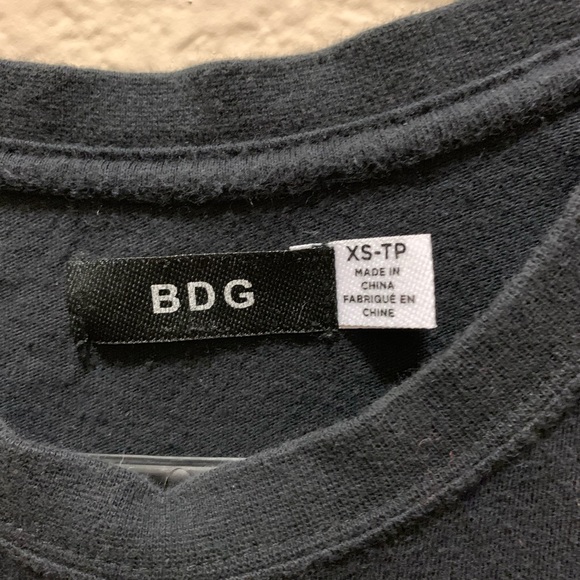 BDG
XS-TP
MADE IN
CHINA
FABRIQUÉ EN
CHINE